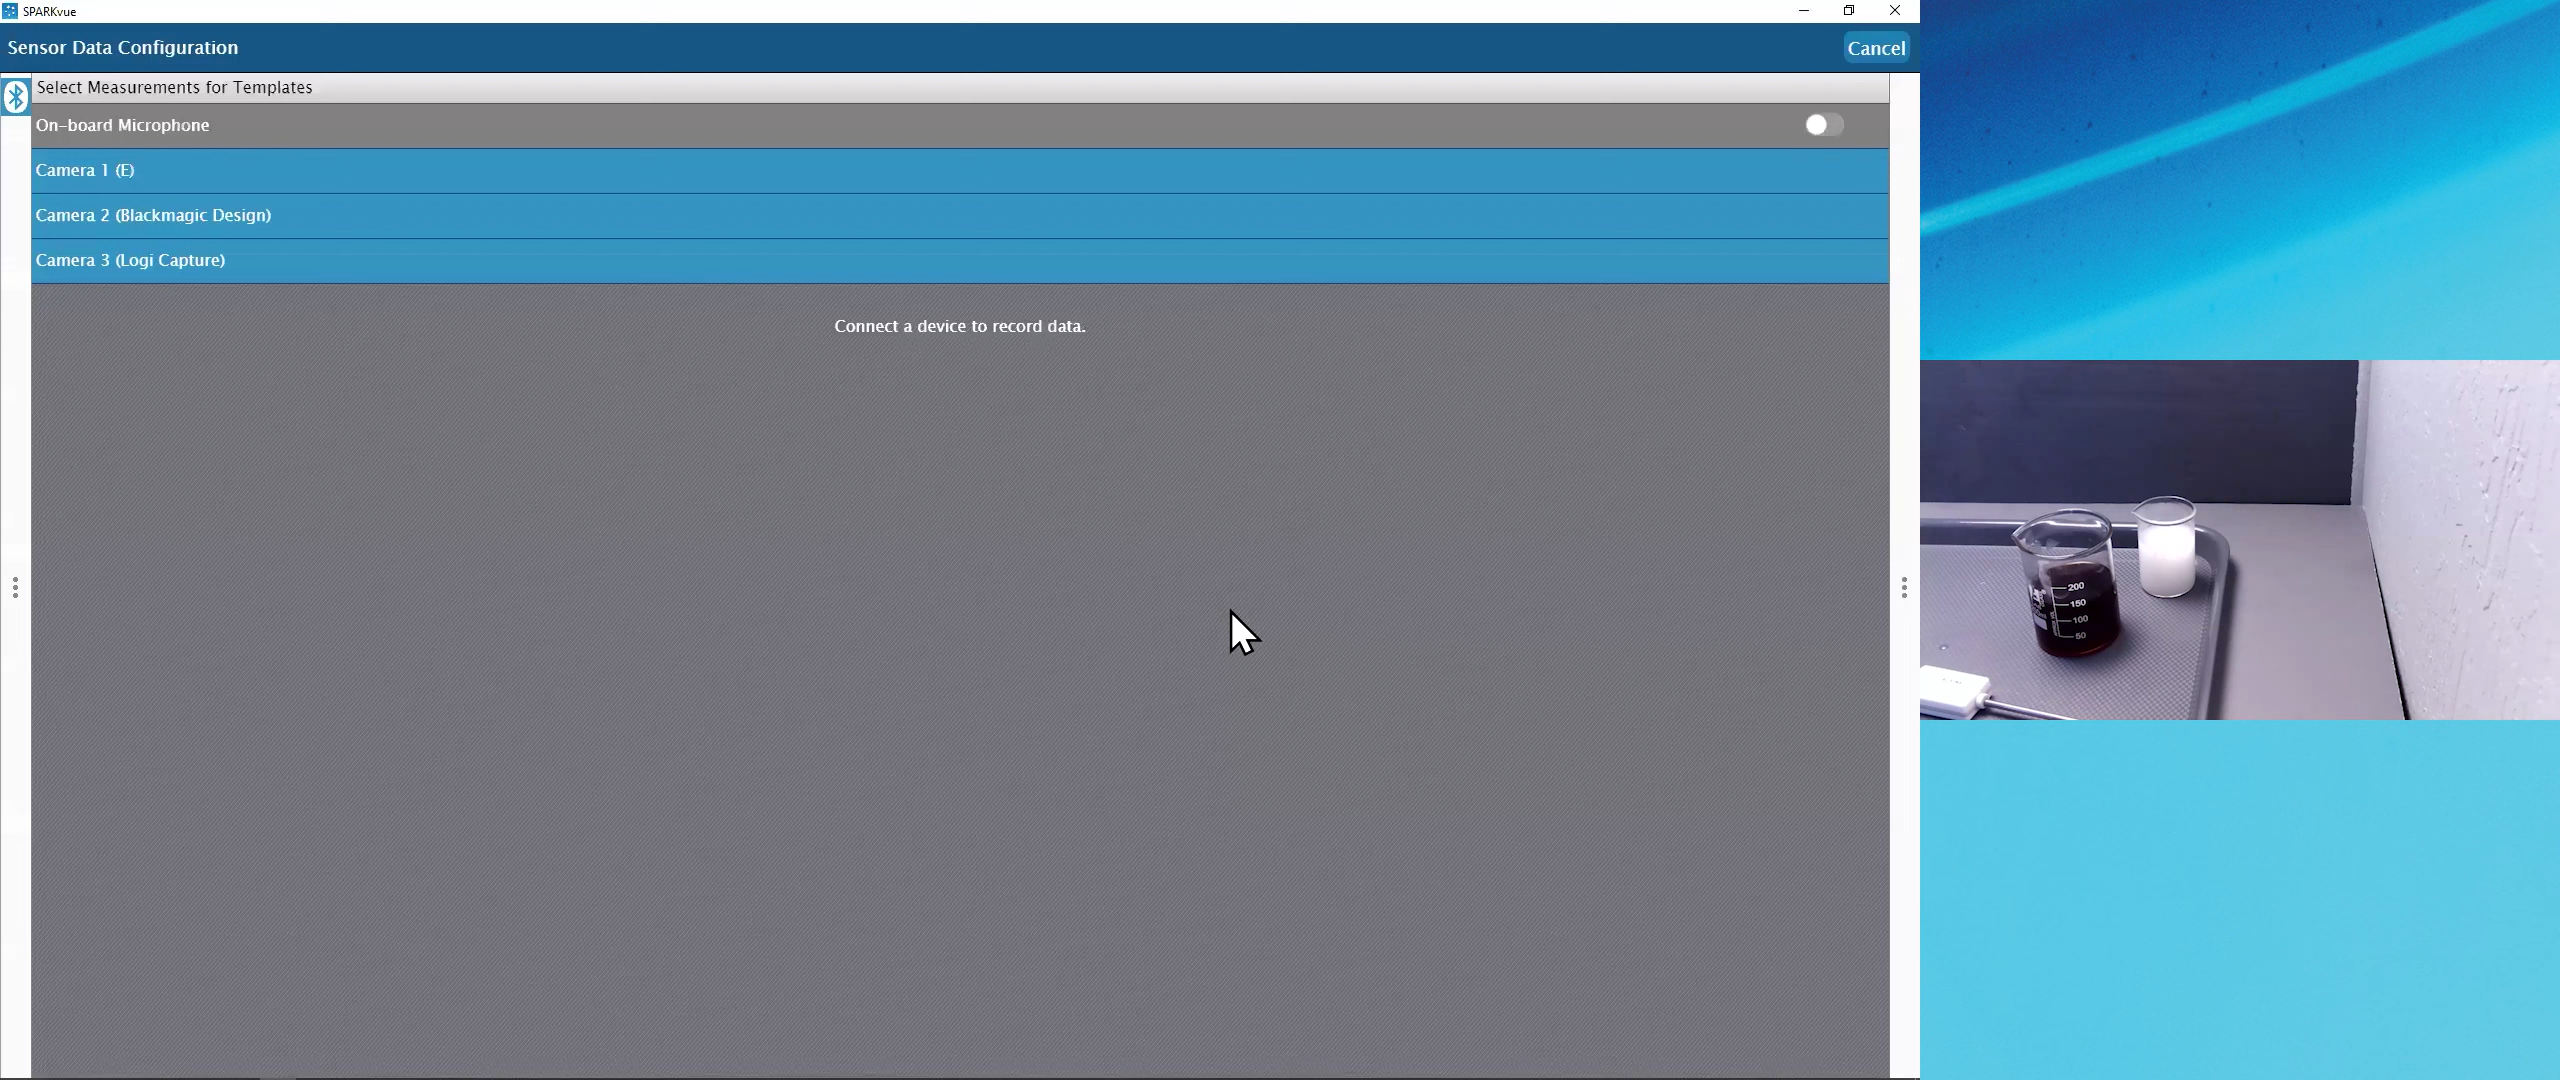 SPARKvue
Sensor Data Configuration
Cancel
Select Measurements for Templates
On-board Microphone
Camera 1 (E)
Camera 2 (Blackmagic Design)
Camera 3 (Logi Capture)
Connect a device to record data.
200
150
100
50